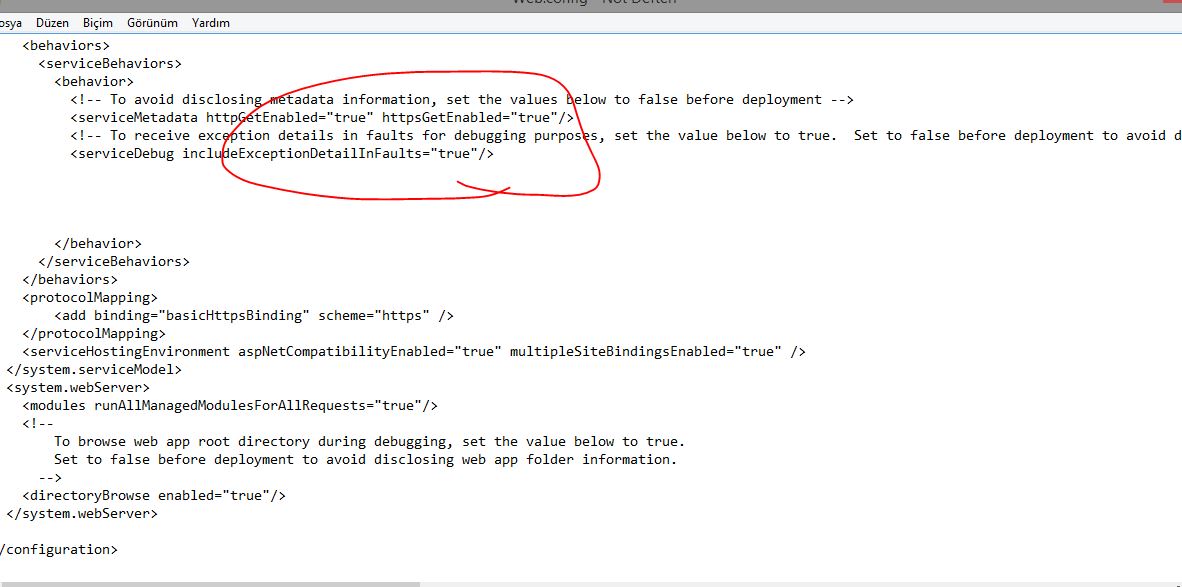 Web.config - Not Defteri
osya Düzen Biçim Görünüm Yardım
<behaviors>
<serviceBehaviors>
<behavior>
<!-- To avoid disclosing metadata information, set the values below to false before deployment -->
<serviceMetadata httpGetEnabled="true" httpsGetEnabled="true"/>
<!-- To receive exception details in faults for debugging purposes, set the value below to true.  Set to false before deployment to avoid d
<serviceDebug includeExceptionDetailInFaults="true"/>
</behavior>
</serviceBehaviors>
</behaviors>
<protocolMapping>
<add binding="basicHttpsBinding" scheme="https" />
</protocolMapping>
<serviceHostingEnvironment aspNetCompatibilityEnabled="true" multipleSiteBindingsEnabled="true" />
</system.serviceModel>
<system.webServer>
<modules runAllManagedModulesForAllRequests="true"/>
<!--
To browse web app root directory during debugging, set the value below to true.
Set to false before deployment to avoid disclosing web app folder information.
-->
<directoryBrowse enabled="true"/>
</system.webServer>
/configuration>